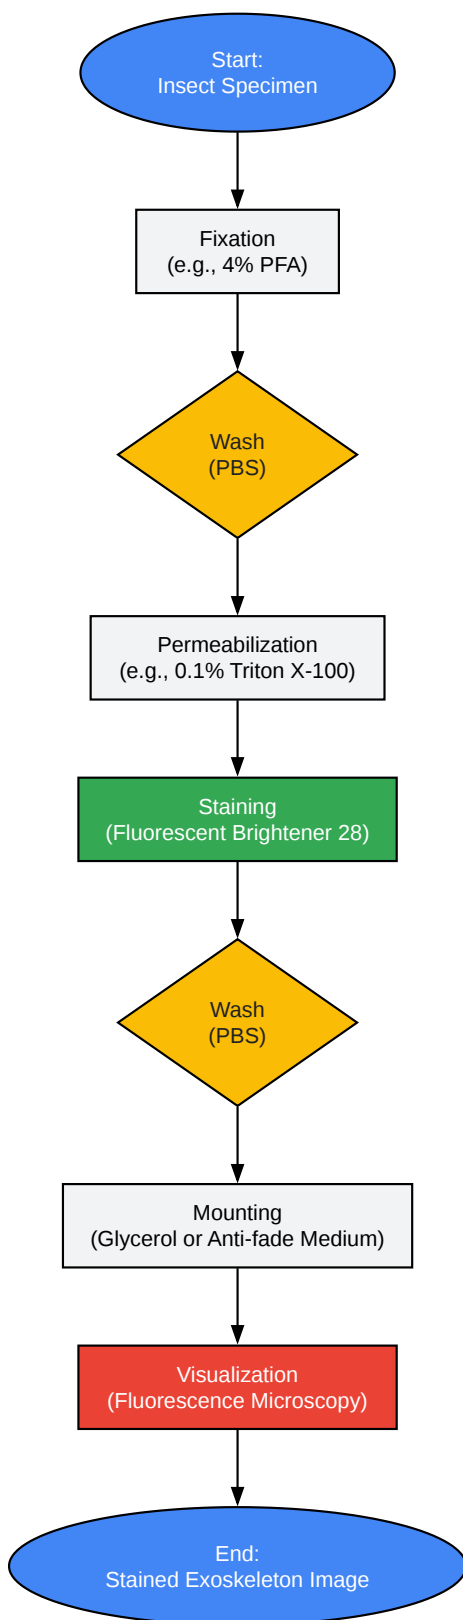 Start:
Insect Specimen
Fixation
(e.g., 4% PFA)
Wash
(PBS)
Permeabilization
(e.g., 0.1% Triton X-100)
Staining
(Fluorescent Brightener 28)
Wash
(PBS)
Mounting
(Glycerol or Anti-fade Medium)
Visualization
(Fluorescence Microscopy)
End:
Stained Exoskeleton Image